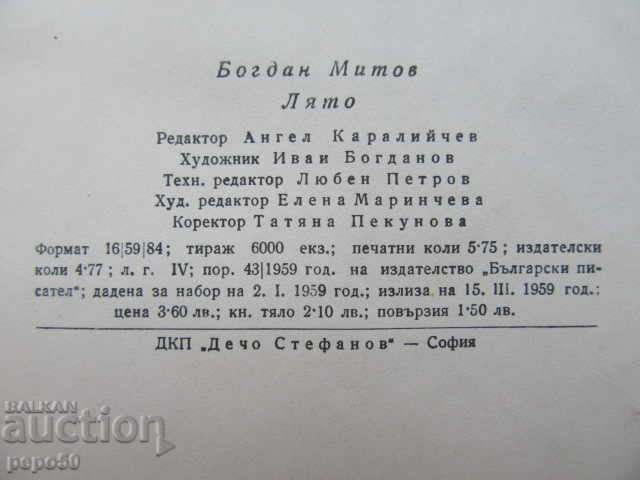 Богдан Митов
Лято
Редактор Ангел Каралийчев
Художник Иваи Богданов
Техн. редактор Любен Петров
Худ. редактор Елена Маринчева
Коректор Татяна Пекунова
Формат 16|59|84; тираж 6000 екз.; печатни коли 5·75; издателски
коли 4·77; л. г. IV; пор. 43|1959 год. на издателство „Български пи-
сател“; дадена за набор на 2. I. 1959 год.; излиза на 15. III. 1959 год.:
цена 3·60 лв.; кн. тяло 2·10 лв.; повързия 1·50 лв.
ДКП „Дечо Стефанов“ — София
BALKAN
auction
pepo50